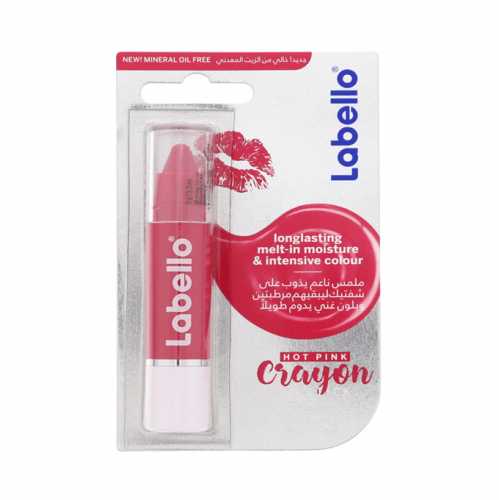 NEW! MINERAL OIL FREE جديد! خالي من الزيت المعدني
Labello
longlasting
melt-in moisture
& intensive colour
ملمس ناعم يذوب على
شفتيك ليبقيهم مرطبتين
وبلون غني يدوم طويلاً
HOT PINK
Crayon
Labello